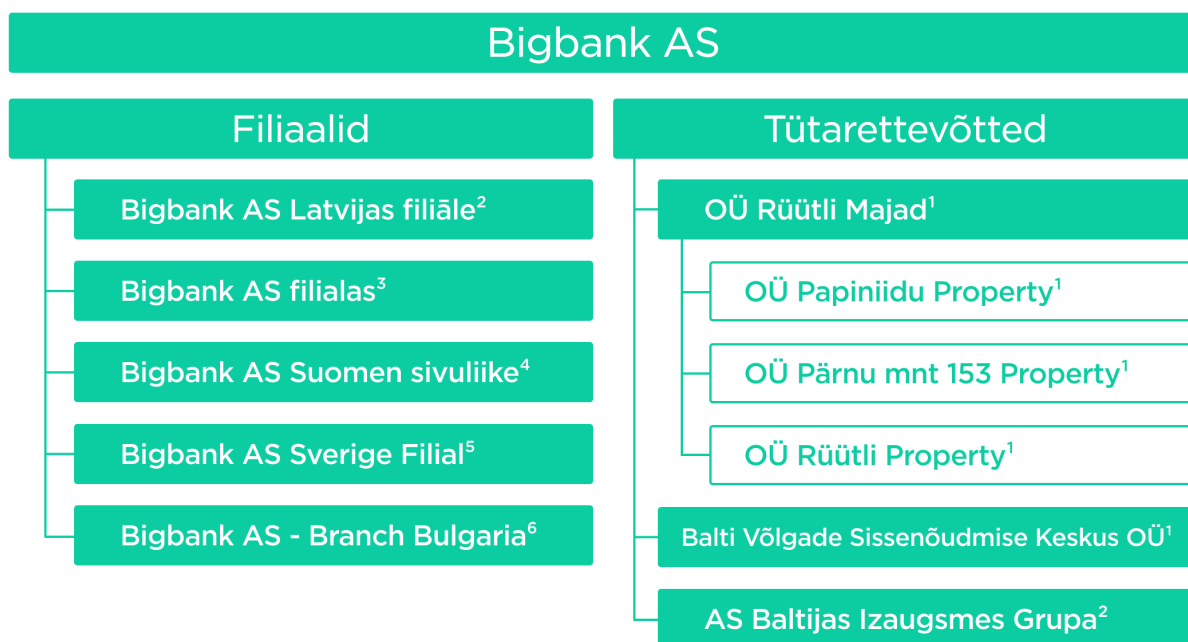 Bigbank AS
Filiaalid
Bigbank AS Latvijas filiāle²
Bigbank AS filialas³
Bigbank AS Suomen sivuliike⁴
Bigbank AS Sverige Filial⁵
Bigbank AS - Branch Bulgaria⁶
Tütarettevõtted
OÜ Rüütli Majad¹
OÜ Papiniidu Property¹
OÜ Pärnu mnt 153 Property¹
OÜ Rüütli Property¹
Balti Võlgade Sissenõudmise Keskus OÜ¹
AS Baltijas Izaugsmes Grupa²